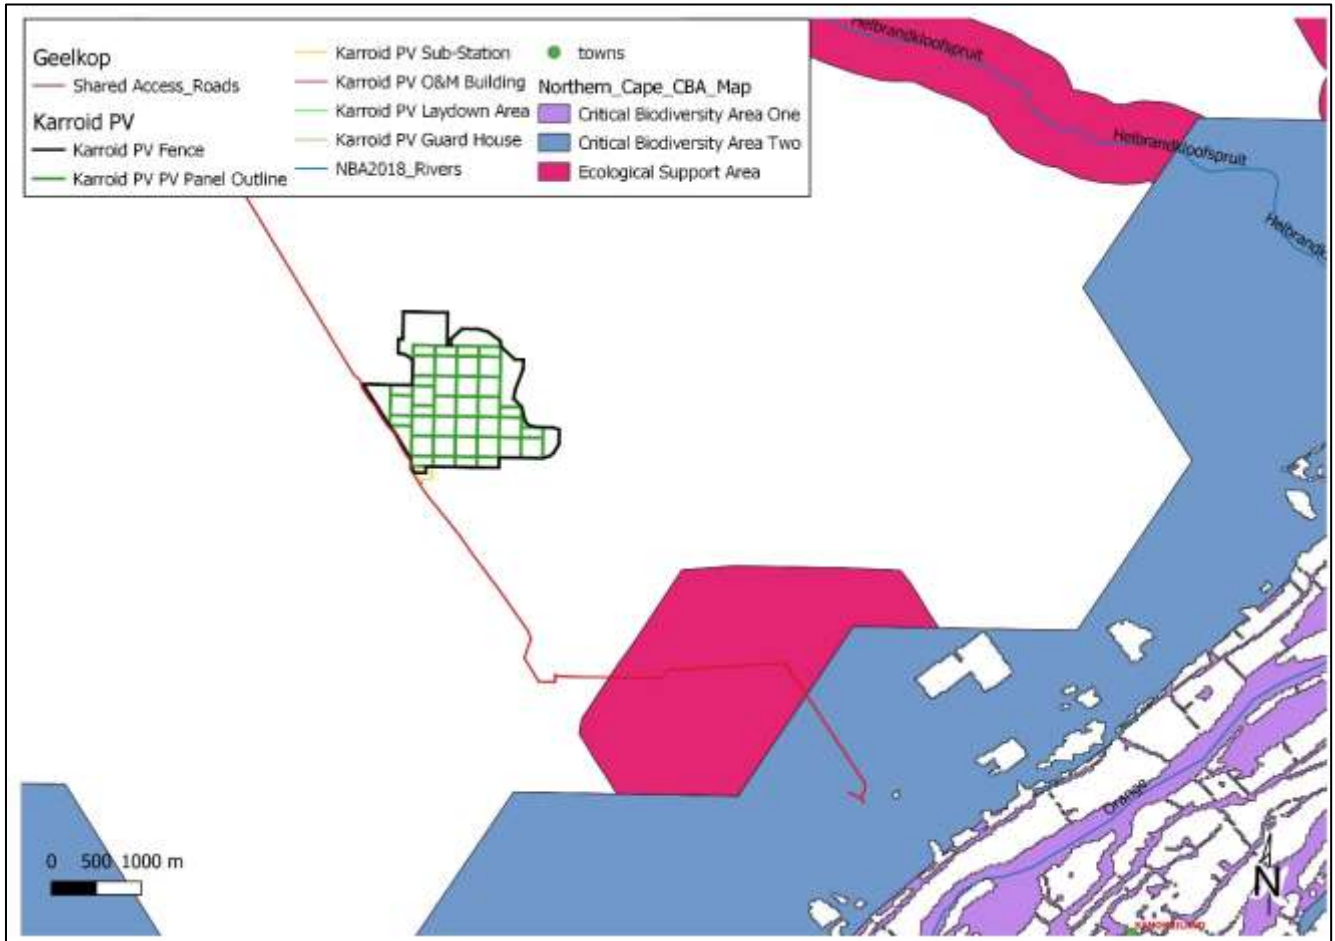 Geelkop
Shared Access_Roads
Karroid PV
Karroid PV Fence
Karroid PV PV Panel Outline
Karroid PV Sub-Station
Karroid PV O&M Building
Karroid PV Laydown Area
Karroid PV Guard House
NBA2018_Rivers
towns
Northern_Cape_CBA_Map
Critical Biodiversity Area One
Critical Biodiversity Area Two
Ecological Support Area
Helbrandkloofspruit
Helbrandkloofspruit
Helbrandk
Orange
0 500 1000 m
N